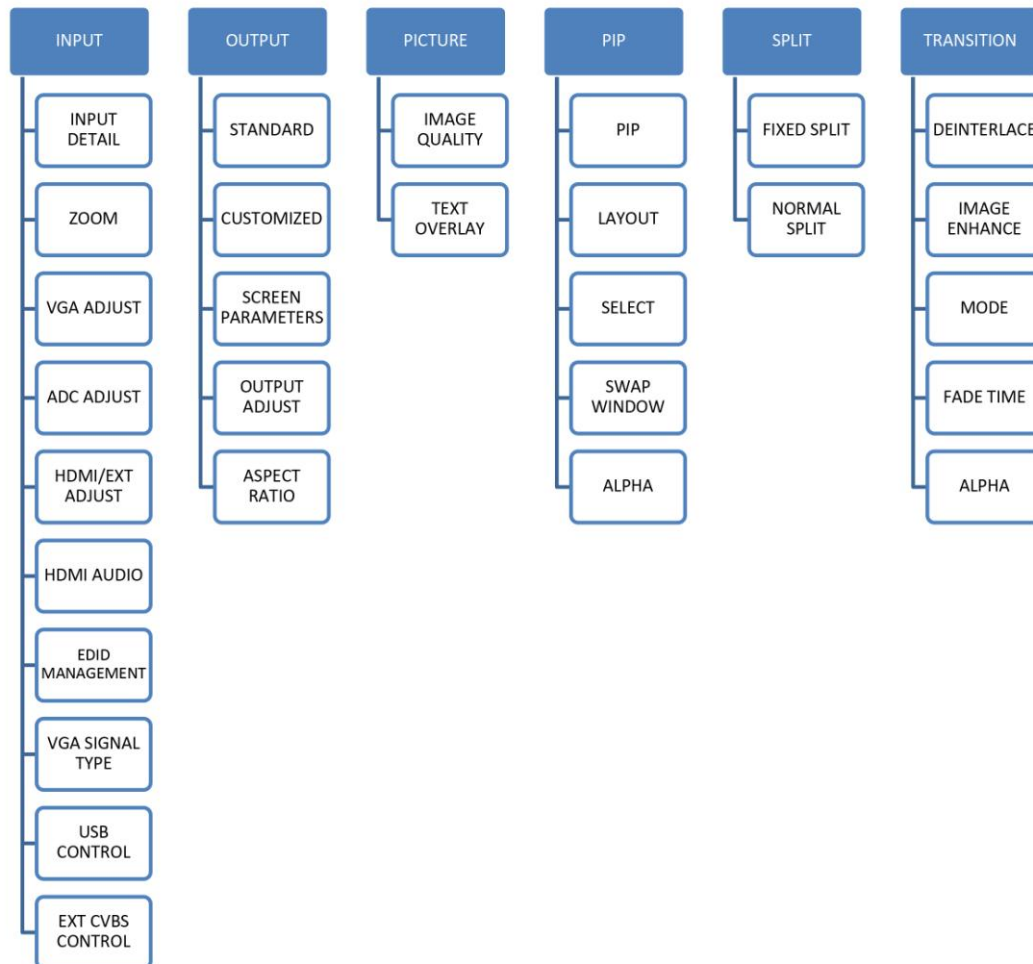 INPUT
INPUT
DETAIL
ZOOM
VGA ADJUST
ADC ADJUST
HDMI/EXT
ADJUST
HDMI AUDIO
EDID
MANAGEMENT
VGA SIGNAL
TYPE
USB
CONTROL
EXT CVBS
CONTROL
OUTPUT
STANDARD
CUSTOMIZED
SCREEN
PARAMETERS
OUTPUT
ADJUST
ASPECT
RATIO
PICTURE
IMAGE
QUALITY
TEXT
OVERLAY
PIP
PIP
LAYOUT
SELECT
SWAP
WINDOW
ALPHA
SPLIT
FIXED SPLIT
NORMAL
SPLIT
TRANSITION
DEINTERLACE
IMAGE
ENHANCE
MODE
FADE TIME
ALPHA